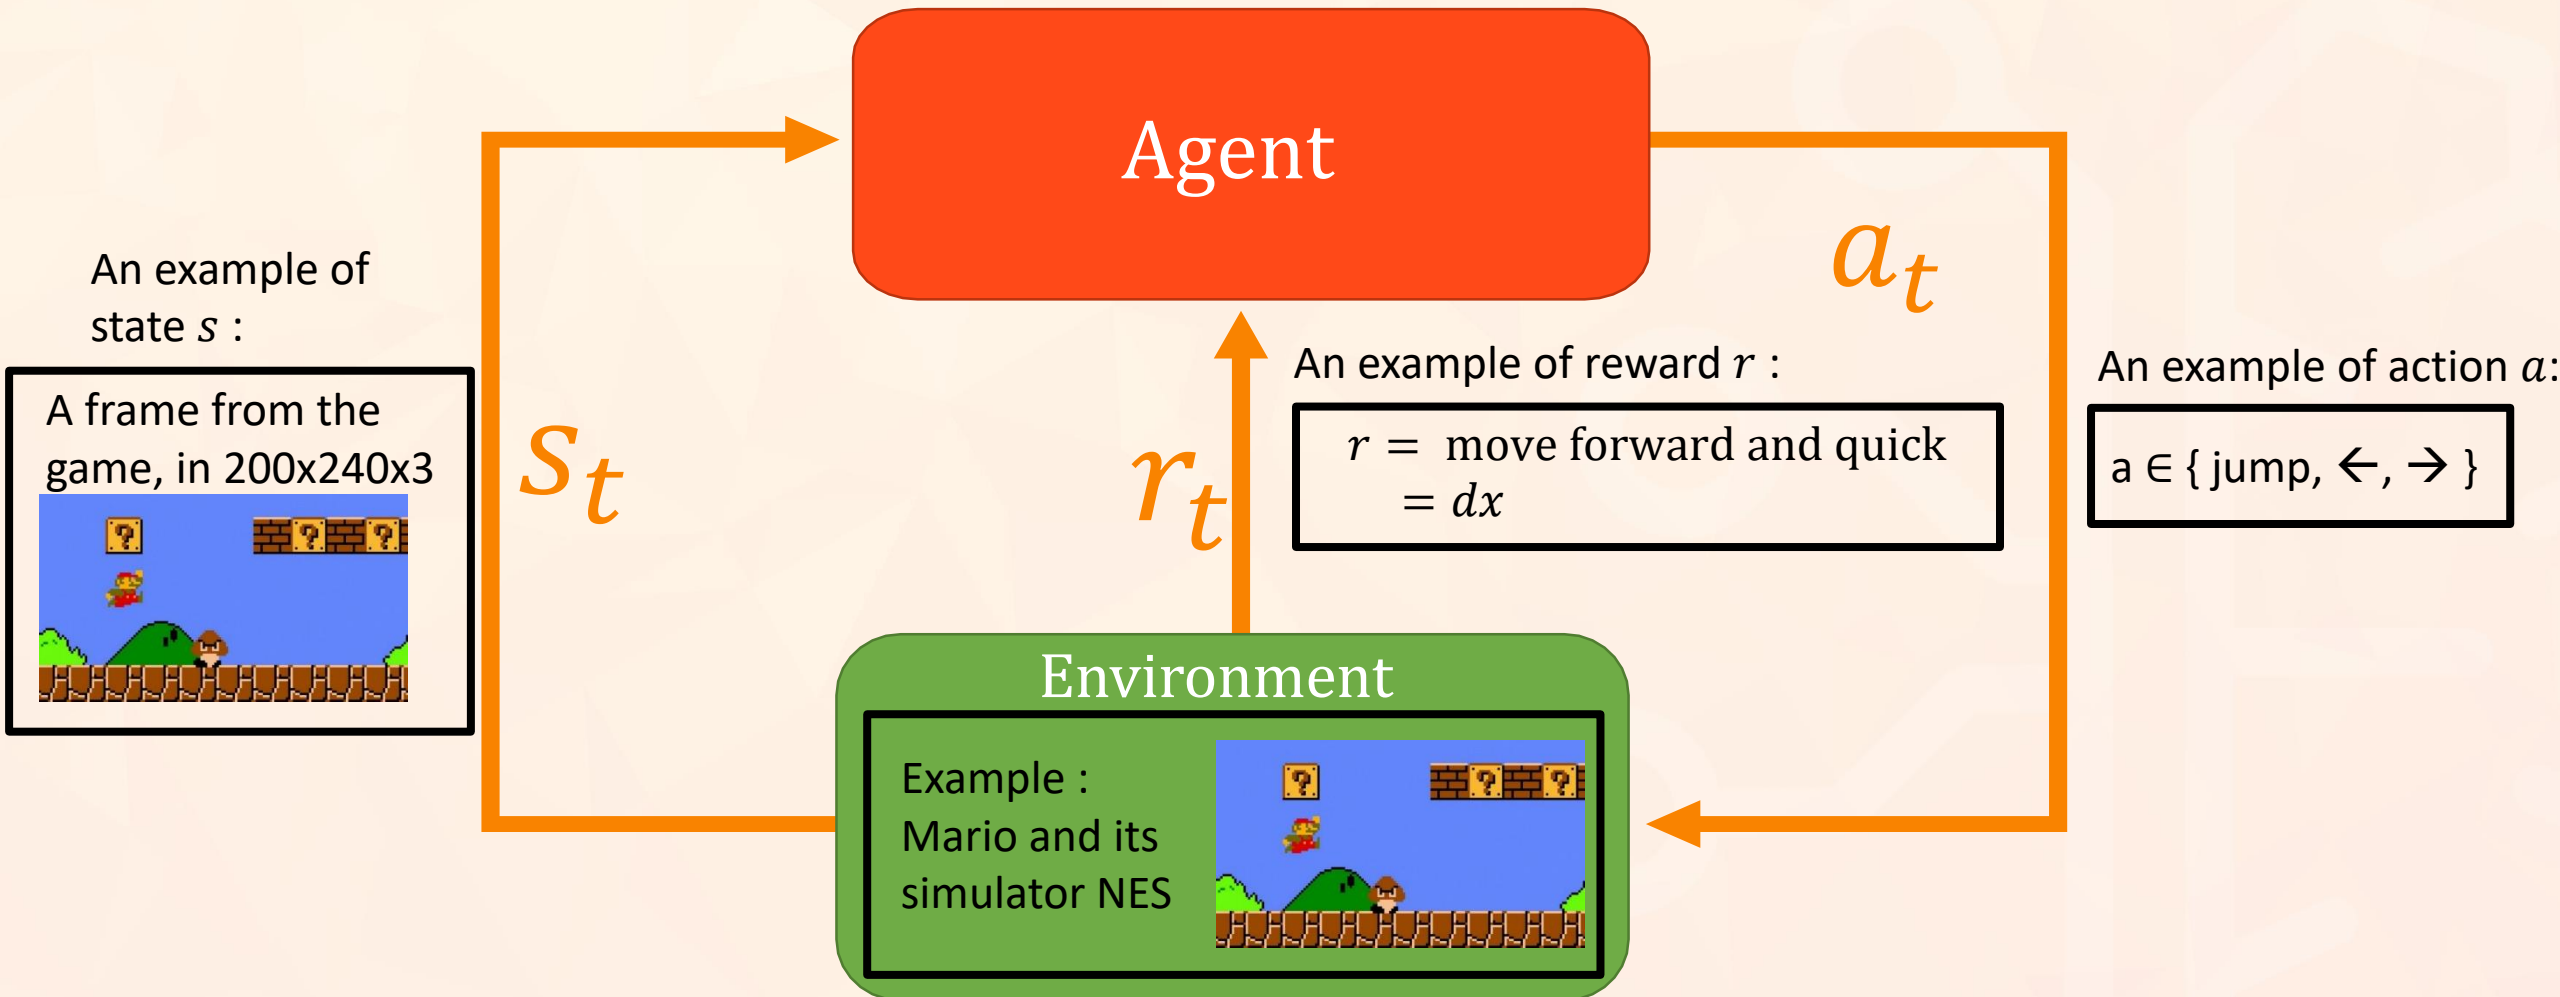 Agent
An example of
state s :
A frame from the
game, in 200x240x3
? ? ?
s_t
r_t
An example of reward r :
r = move forward and quick
= dx
a_t
An example of action a:
a ∈ { jump, ←, → }
Environment
Example :
Mario and its
simulator NES
? ? ?